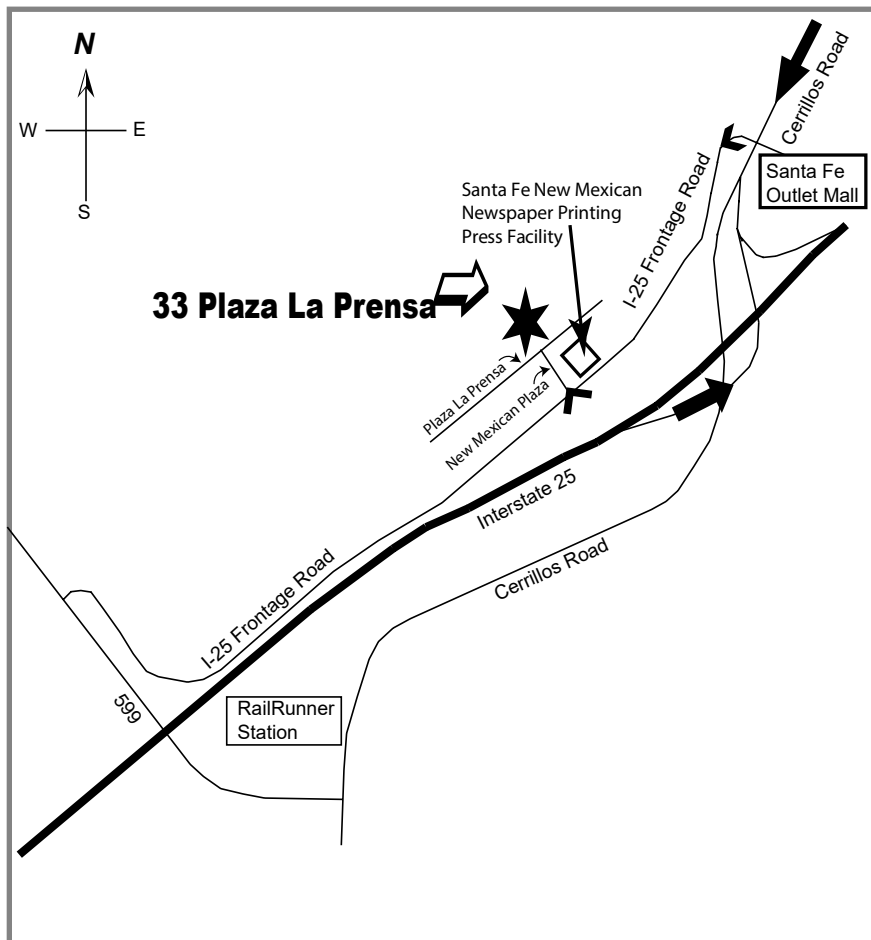 N
W
E
S
Cerrillos Road
Santa Fe
Outlet Mall
I-25 Frontage Road
Santa Fe New Mexican
Newspaper Printing
Press Facility
33 Plaza La Prensa
Plaza La Prensa
New Mexican Plaza
Interstate 25
Cerrillos Road
I-25 Frontage Road
599
RailRunner
Station